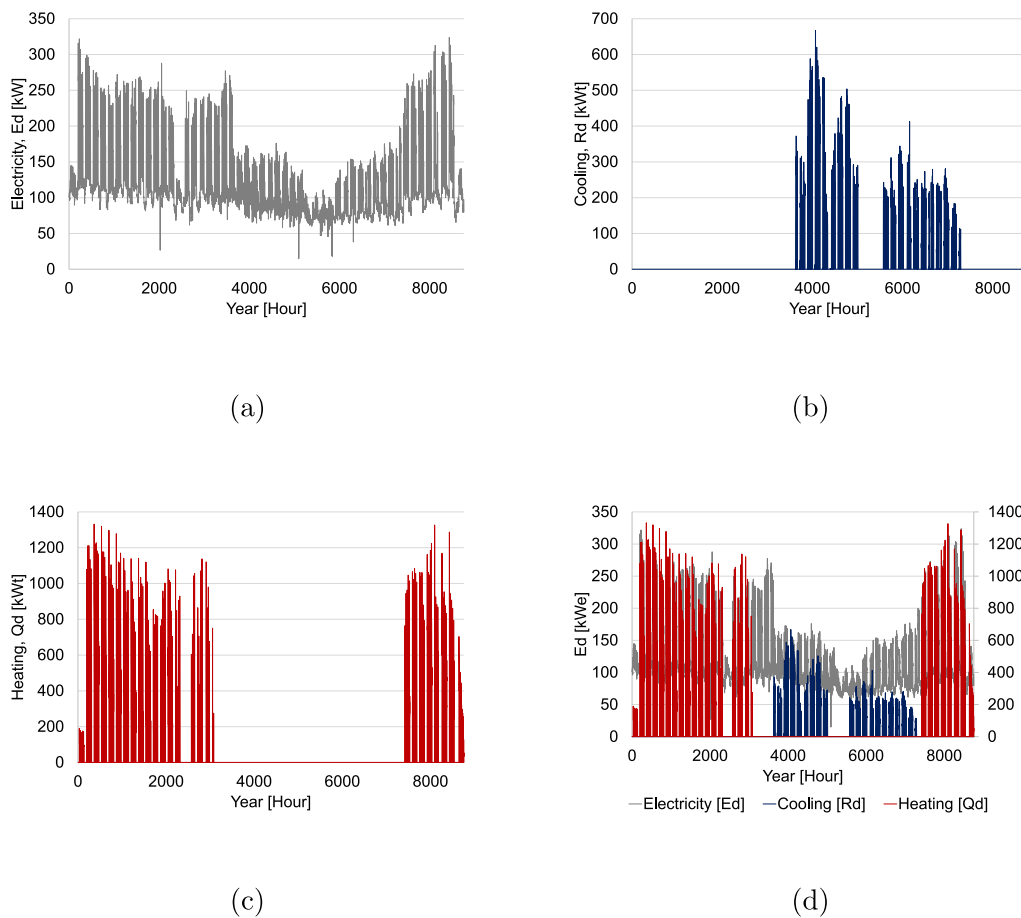 350
300
250
200
150
100
50
0
Electricity, Ed [kW]
0 2000 4000 6000 8000
Year [Hour]
(a)
700
600
500
400
300
200
100
0
Cooling, Rd [kWt]
0 2000 4000 6000 8000
Year [Hour]
(b)
1400
1200
1000
800
600
400
200
0
Heating, Qd [kWt]
0 2000 4000 6000 8000
Year [Hour]
(c)
350
300
250
200
150
100
50
0
Ed [kWe]
1400
1200
1000
800
600
400
200
0
0 2000 4000 6000 8000
Year [Hour]
Electricity [Ed] Cooling [Rd] Heating [Qd]
(d)